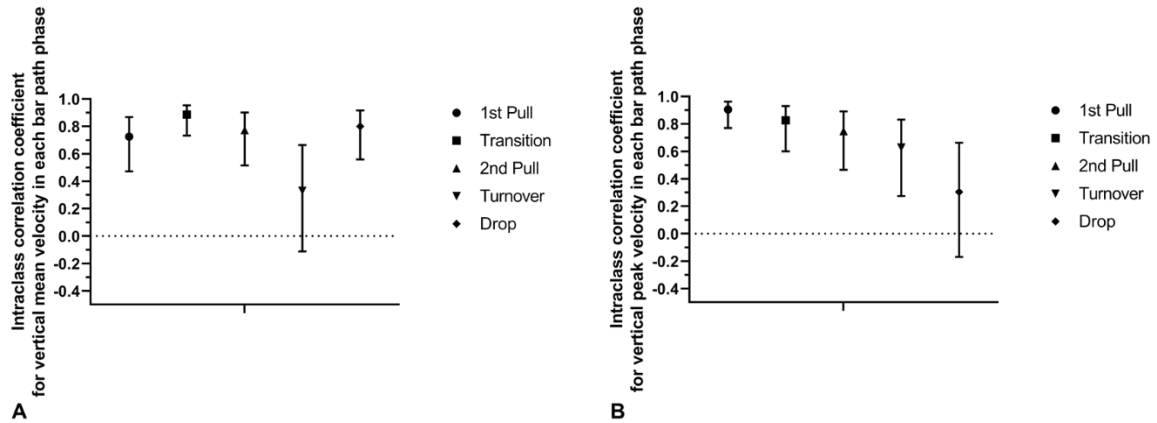 Intraclass correlation coefficient
for vertical mean velocity in each bar path phase
1.0
0.8
0.6
0.4
0.2
0.0
-0.2
-0.4
1st Pull
Transition
2nd Pull
Turnover
Drop
A
Intraclass correlation coefficient
for vertical peak velocity in each bar path phase
1.0
0.8
0.6
0.4
0.2
0.0
-0.2
-0.4
1st Pull
Transition
2nd Pull
Turnover
Drop
B